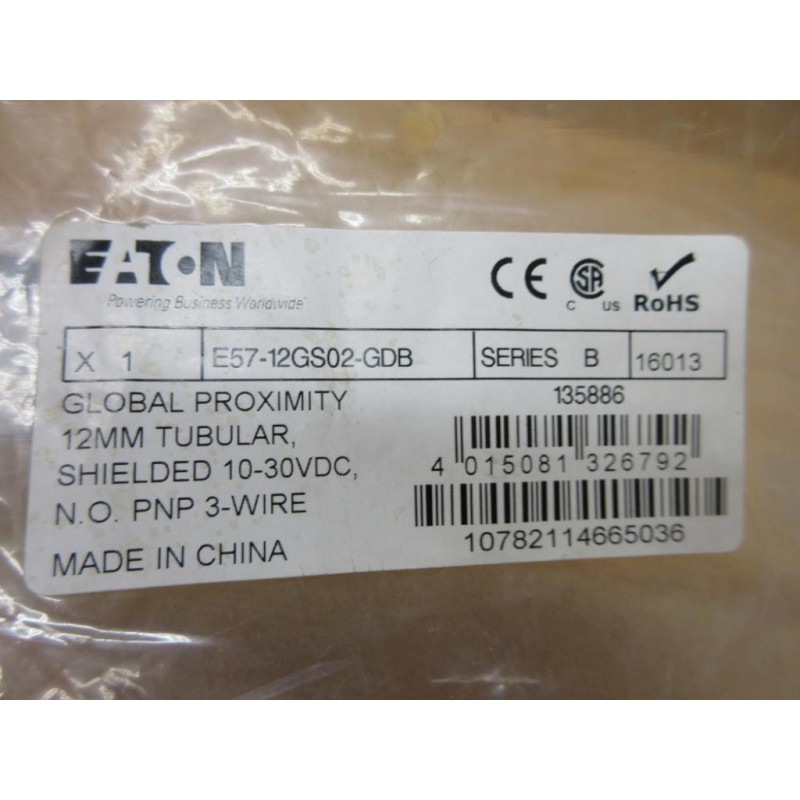 EATON
Powering Business Worldwide
CE
C SA US
RoHS
X 1 E57-12GS02-GDB SERIES B 16013
GLOBAL PROXIMITY
12MM TUBULAR,
SHIELDED 10-30VDC,
N.O. PNP 3-WIRE
MADE IN CHINA
135886
4 015081 326792
10782114665036